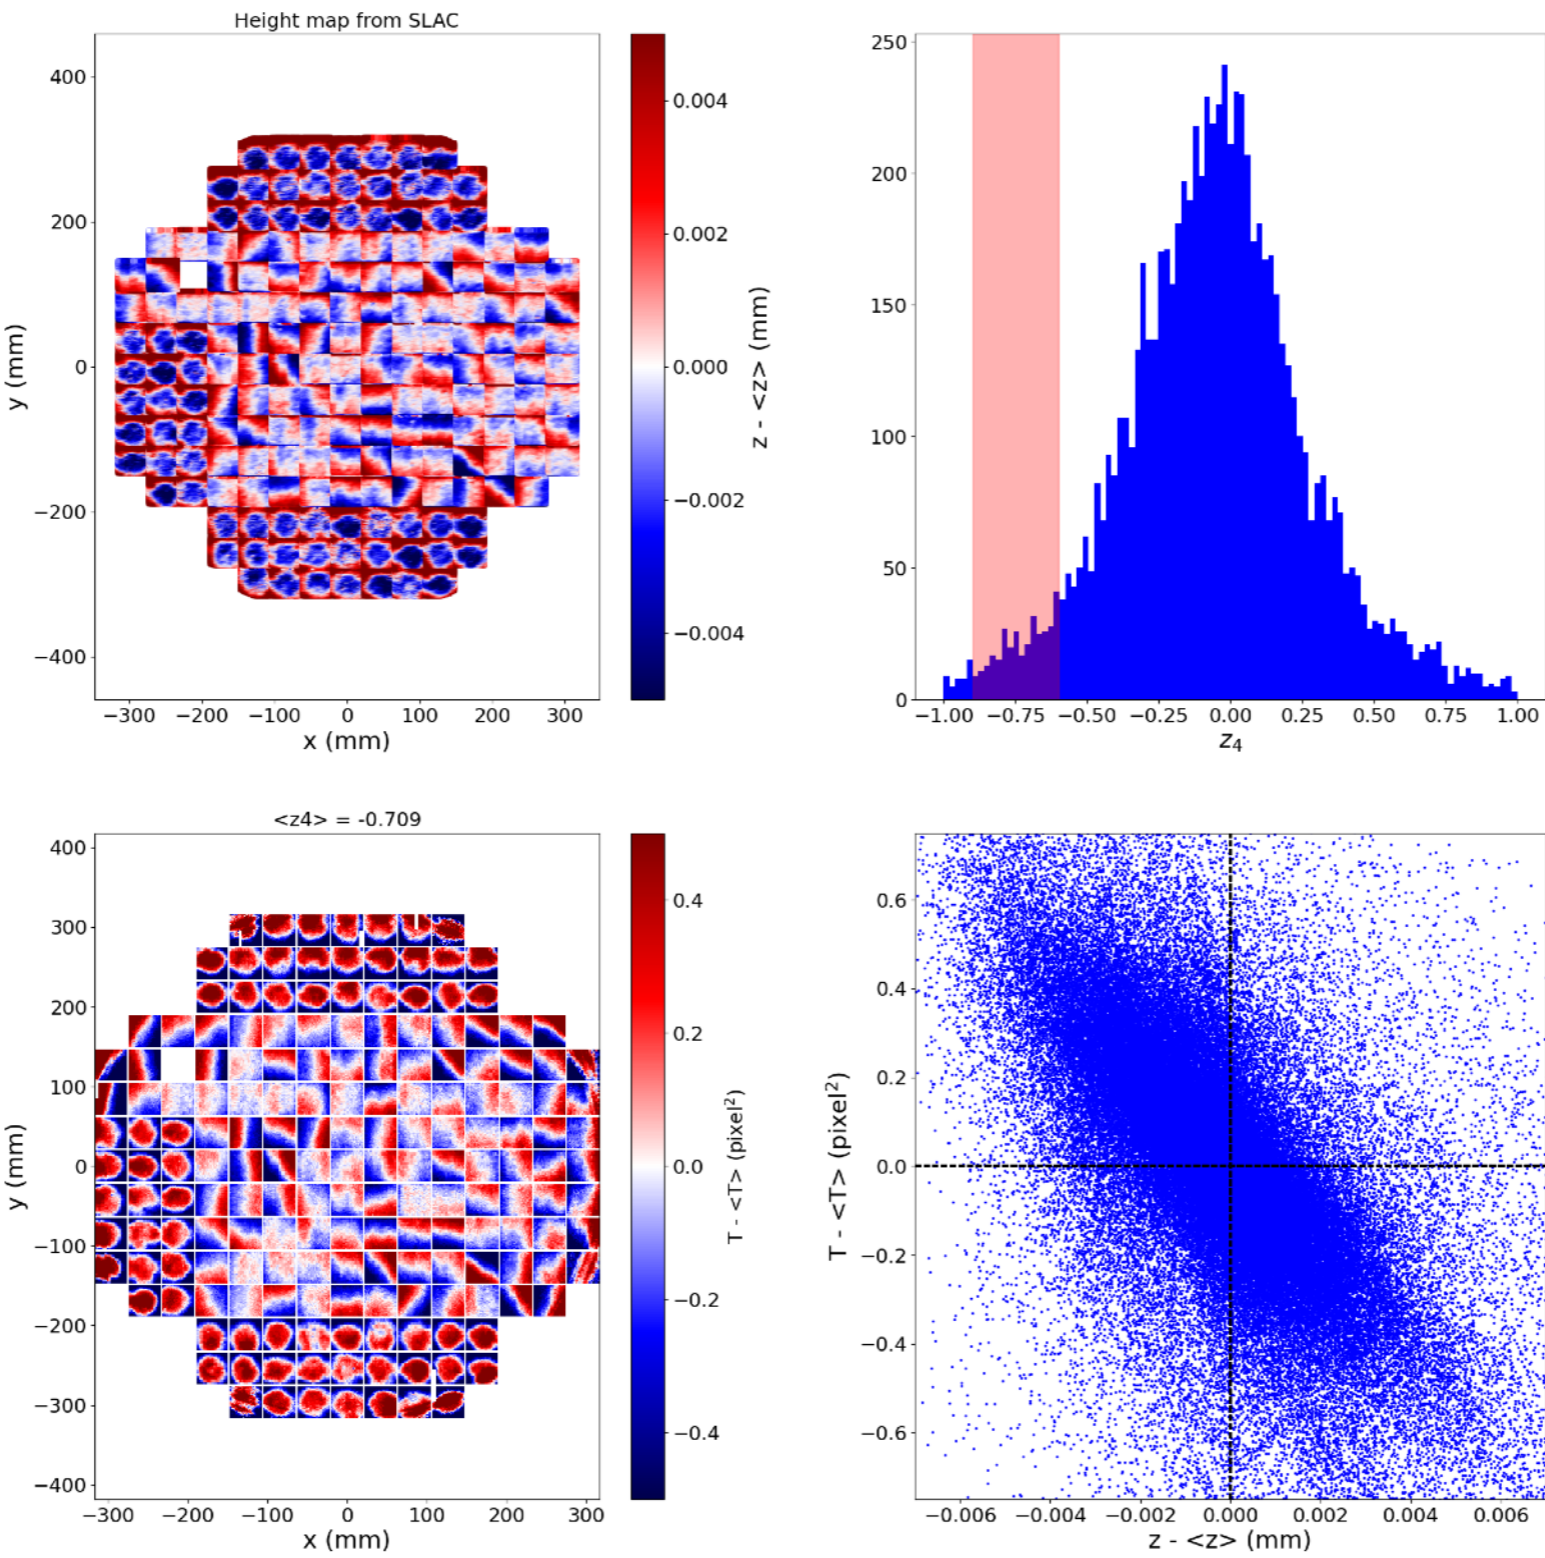 Height map from SLAC
400
200
0
−200
−400
y (mm)
−300 −200 −100 0 100 200 300
x (mm)
0.004
0.002
0.000
−0.002
−0.004
z - <z> (mm)
250
200
150
100
50
0
−1.00 −0.75 −0.50 −0.25 0.00 0.25 0.50 0.75 1.00
z₄
<z4> = -0.709
400
300
200
100
0
−100
−200
−300
−400
y (mm)
−300 −200 −100 0 100 200 300
x (mm)
0.4
0.2
0.0
−0.2
−0.4
T - <T> (pixel²)
0.6
0.4
0.2
0.0
−0.2
−0.4
−0.6
T - <T> (pixel²)
−0.006 −0.004 −0.002 0.000 0.002 0.004 0.006
z - <z> (mm)